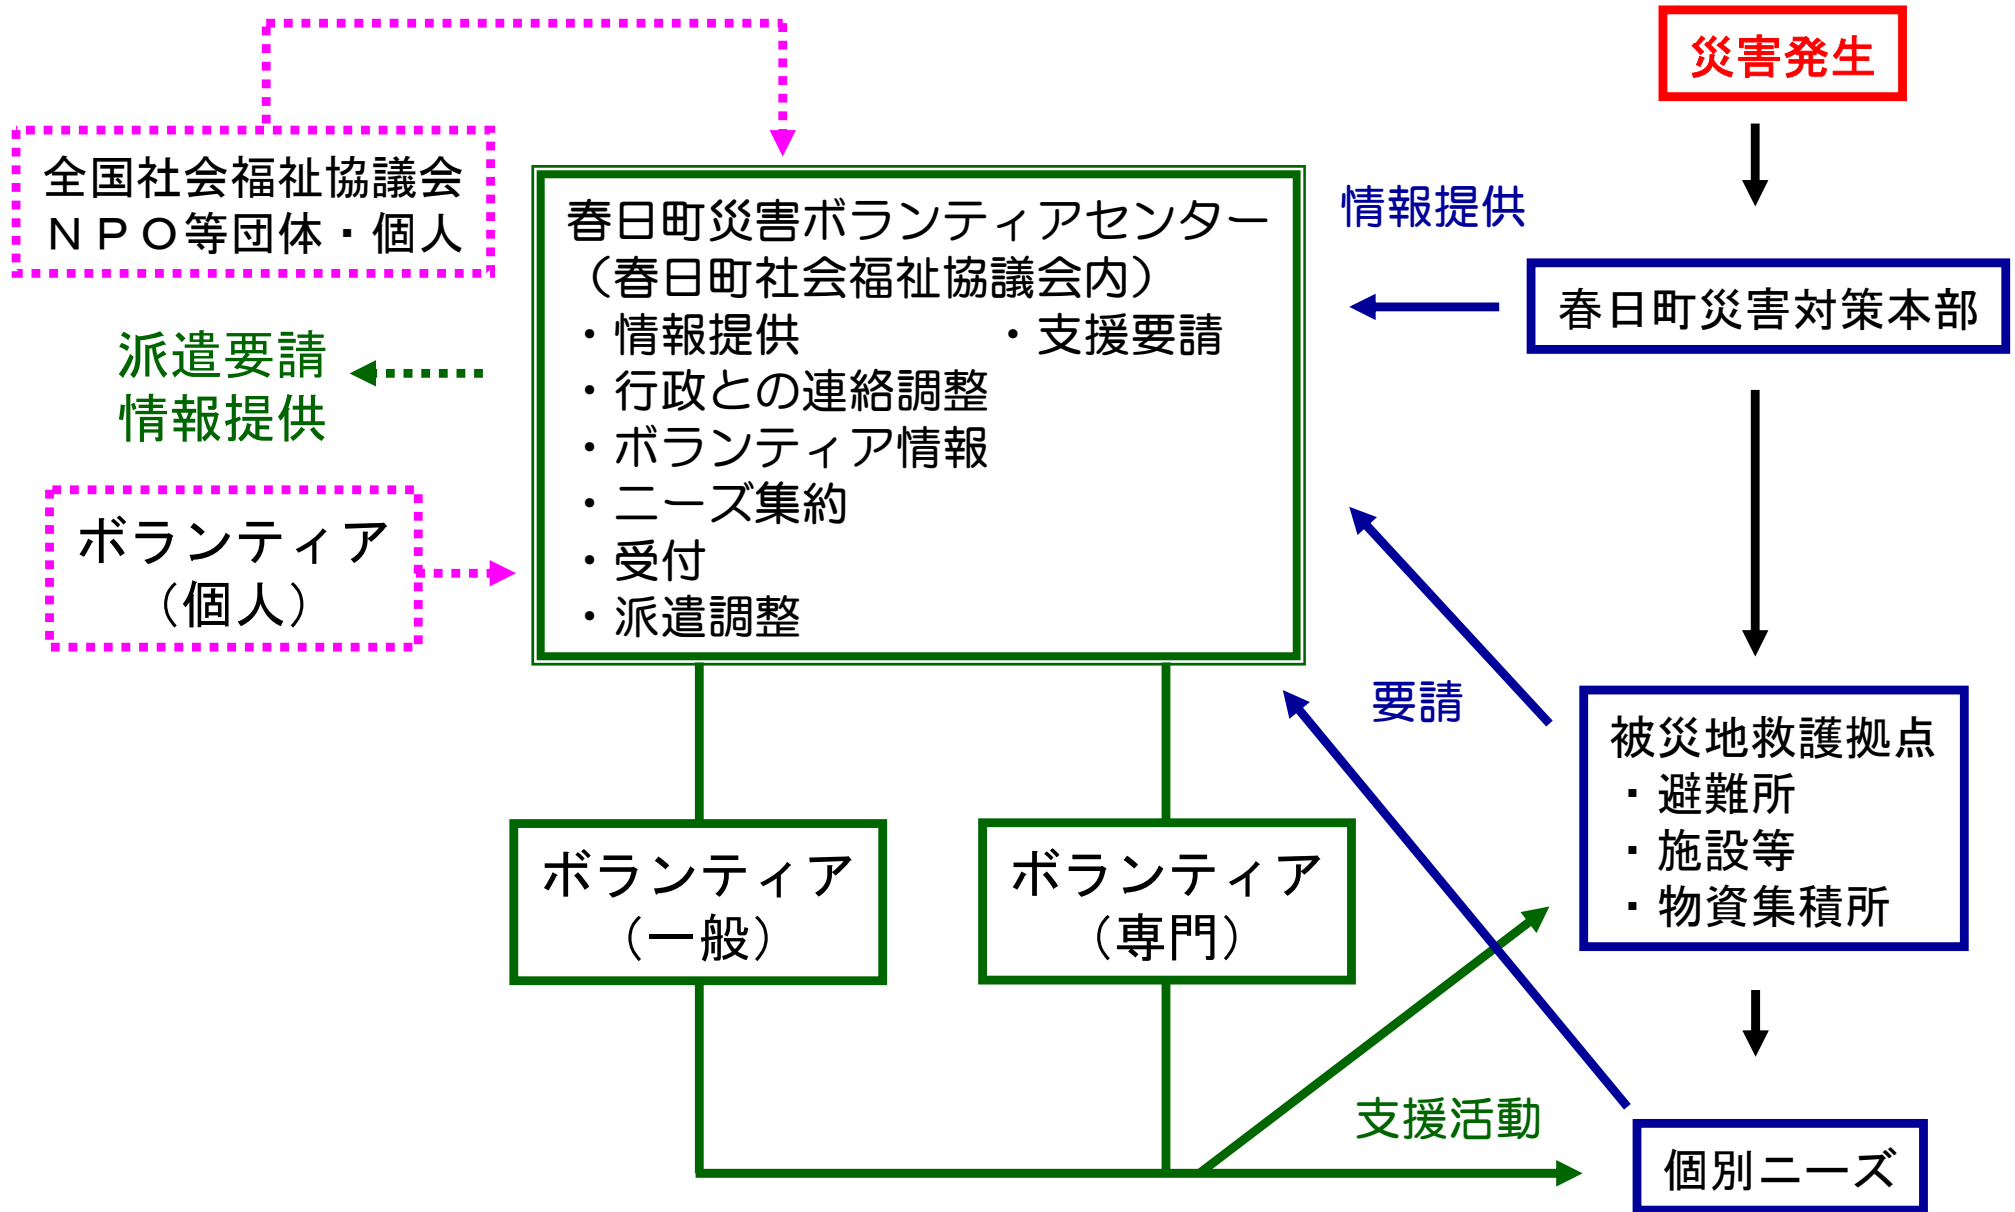 災害発生
全国社会福祉協議会
ＮＰＯ等団体・個人
春日町災害ボランティアセンター
（春日町社会福祉協議会内）
・情報提供　　　　・支援要請
・行政との連絡調整
・ボランティア情報
・ニーズ集約
・受付
・派遣調整
情報提供
春日町災害対策本部
派遣要請
情報提供
ボランティア
（個人）
要請
被災地救護拠点
・避難所
・施設等
・物資集積所
ボランティア
（一般）
ボランティア
（専門）
支援活動
個別ニーズ